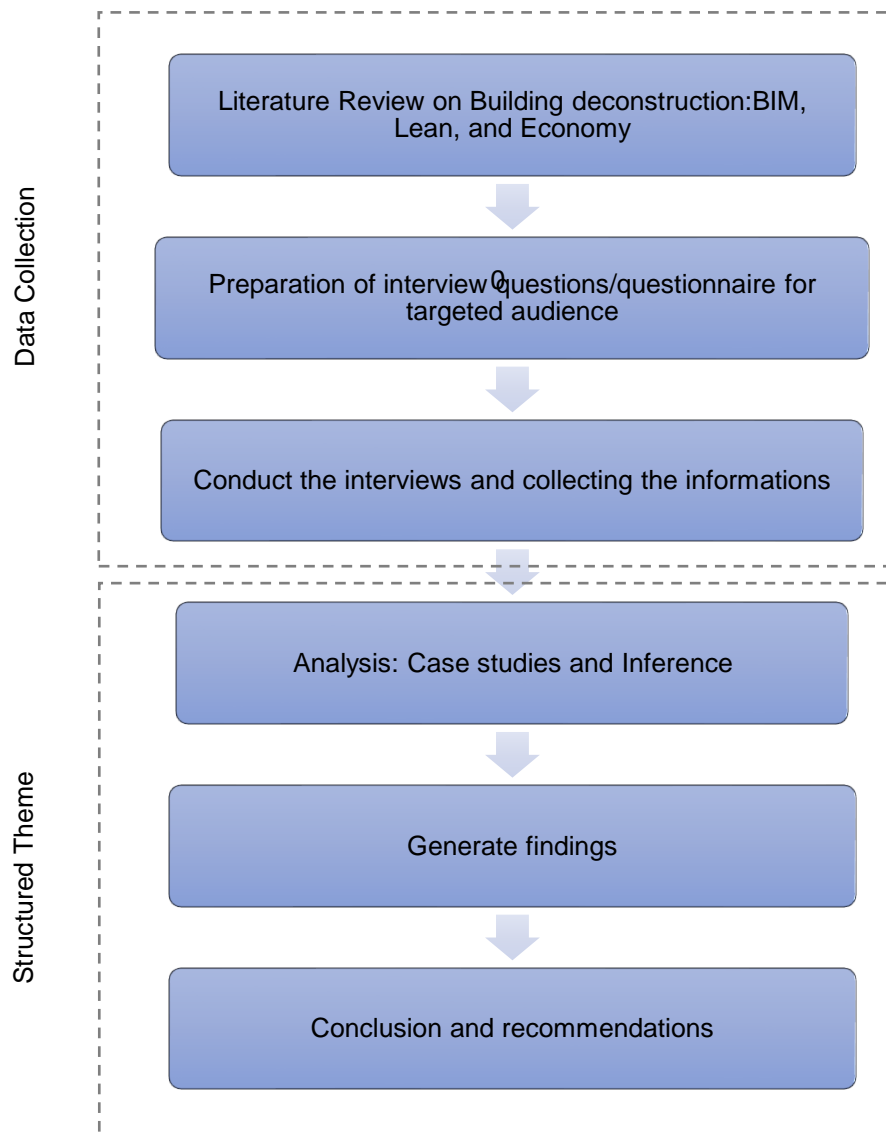 Data Collection
Literature Review on Building deconstruction:BIM,
Lean, and Economy
Preparation of interview questions/questionnaire for
0
targeted audience
Conduct the interviews and collecting the informations
Structured Theme
Analysis: Case studies and Inference
Generate findings
Conclusion and recommendations